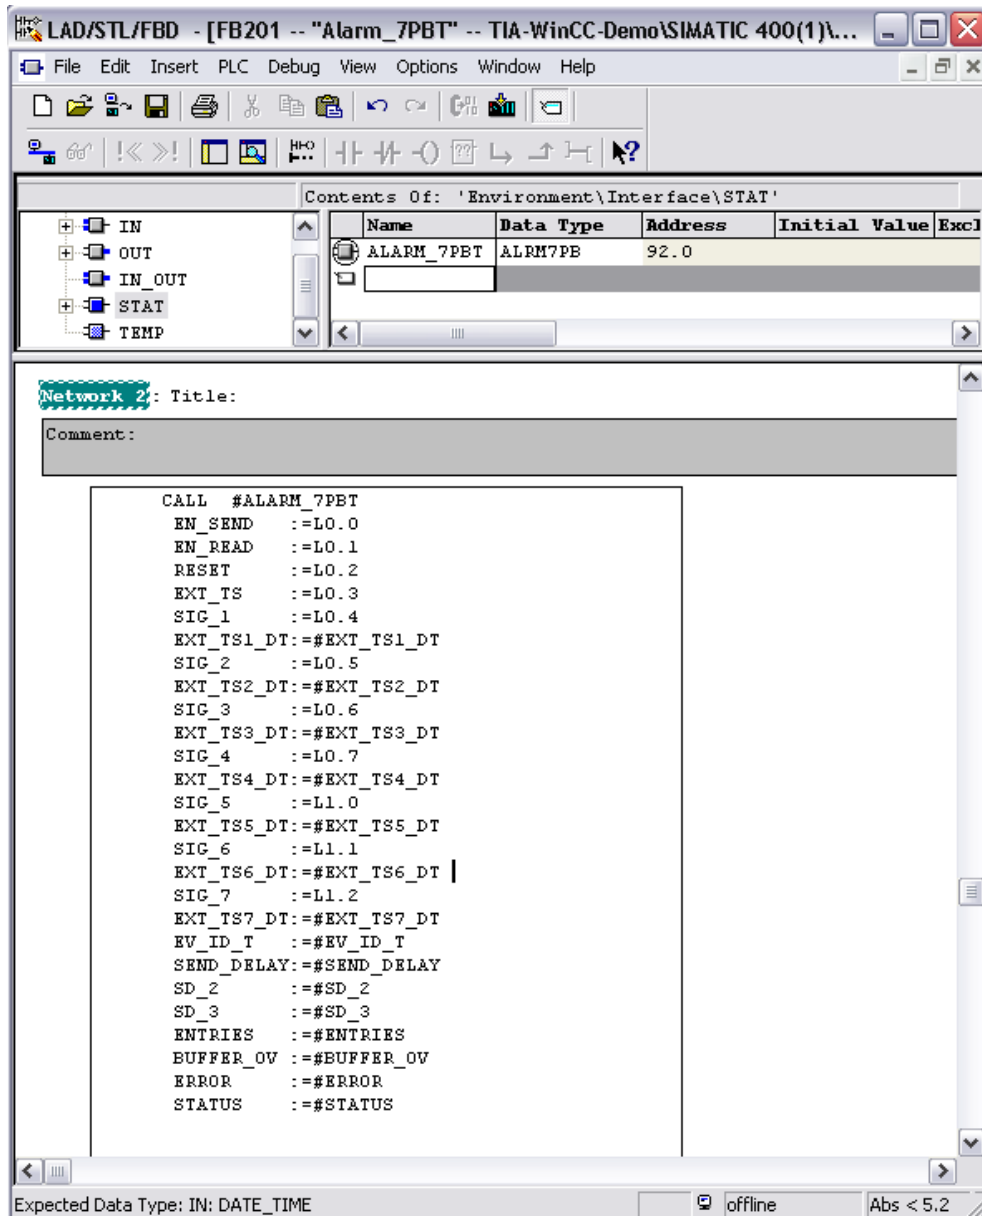 LAD/STL/FBD - [FB201 -- "Alarm_7PBT" -- TIA-WinCC-Demo\SIMATIC 400(1)\...
File Edit Insert PLC Debug View Options Window Help
Contents Of: 'Environment\Interface\STAT'
IN
OUT
IN_OUT
STAT
TEMP
Name Data Type Address Initial Value Excl
ALARM_7PBT ALRM7PB 92.0
Network 2: Title:
Comment:
CALL #ALARM_7PBT
EN_SEND :=L0.0
EN_READ :=L0.1
RESET :=L0.2
EXT_TS :=L0.3
SIG_1 :=L0.4
EXT_TS1_DT:=#EXT_TS1_DT
SIG_2 :=L0.5
EXT_TS2_DT:=#EXT_TS2_DT
SIG_3 :=L0.6
EXT_TS3_DT:=#EXT_TS3_DT
SIG_4 :=L0.7
EXT_TS4_DT:=#EXT_TS4_DT
SIG_5 :=L1.0
EXT_TS5_DT:=#EXT_TS5_DT
SIG_6 :=L1.1
EXT_TS6_DT:=#EXT_TS6_DT
SIG_7 :=L1.2
EXT_TS7_DT:=#EXT_TS7_DT
EV_ID_T :=#EV_ID_T
SEND_DELAY:=#SEND_DELAY
SD_2 :=#SD_2
SD_3 :=#SD_3
ENTRIES :=#ENTRIES
BUFFER_OV :=#BUFFER_OV
ERROR :=#ERROR
STATUS :=#STATUS
Expected Data Type: IN: DATE_TIME offline Abs < 5.2